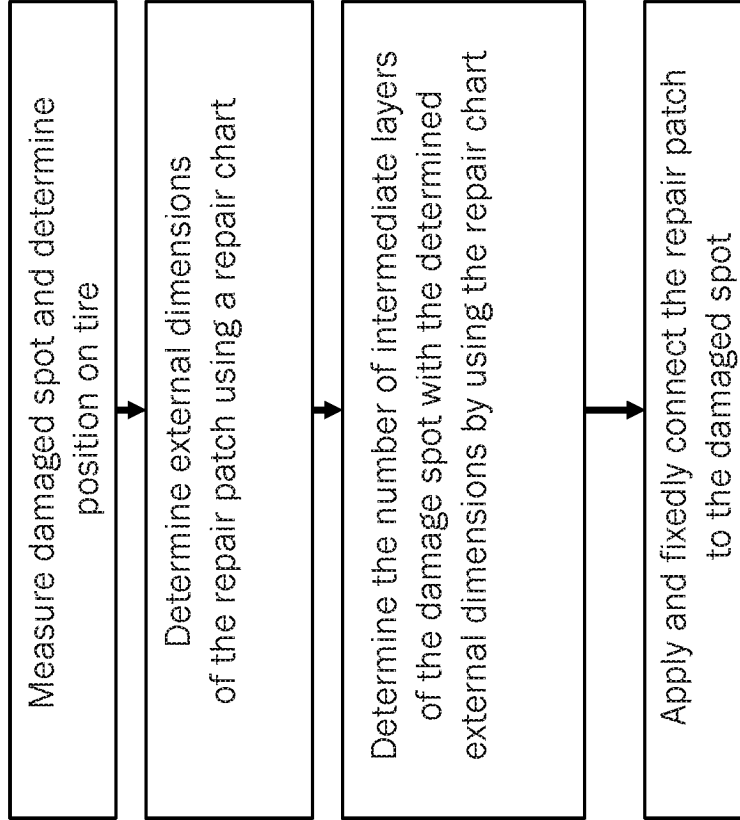 Measure damaged spot and determine
position on tire
Determine external dimensions
of the repair patch using a repair chart
Determine the number of intermediate layers
of the damage spot with the determined
external dimensions by using the repair chart
Apply and fixedly connect the repair patch
to the damaged spot